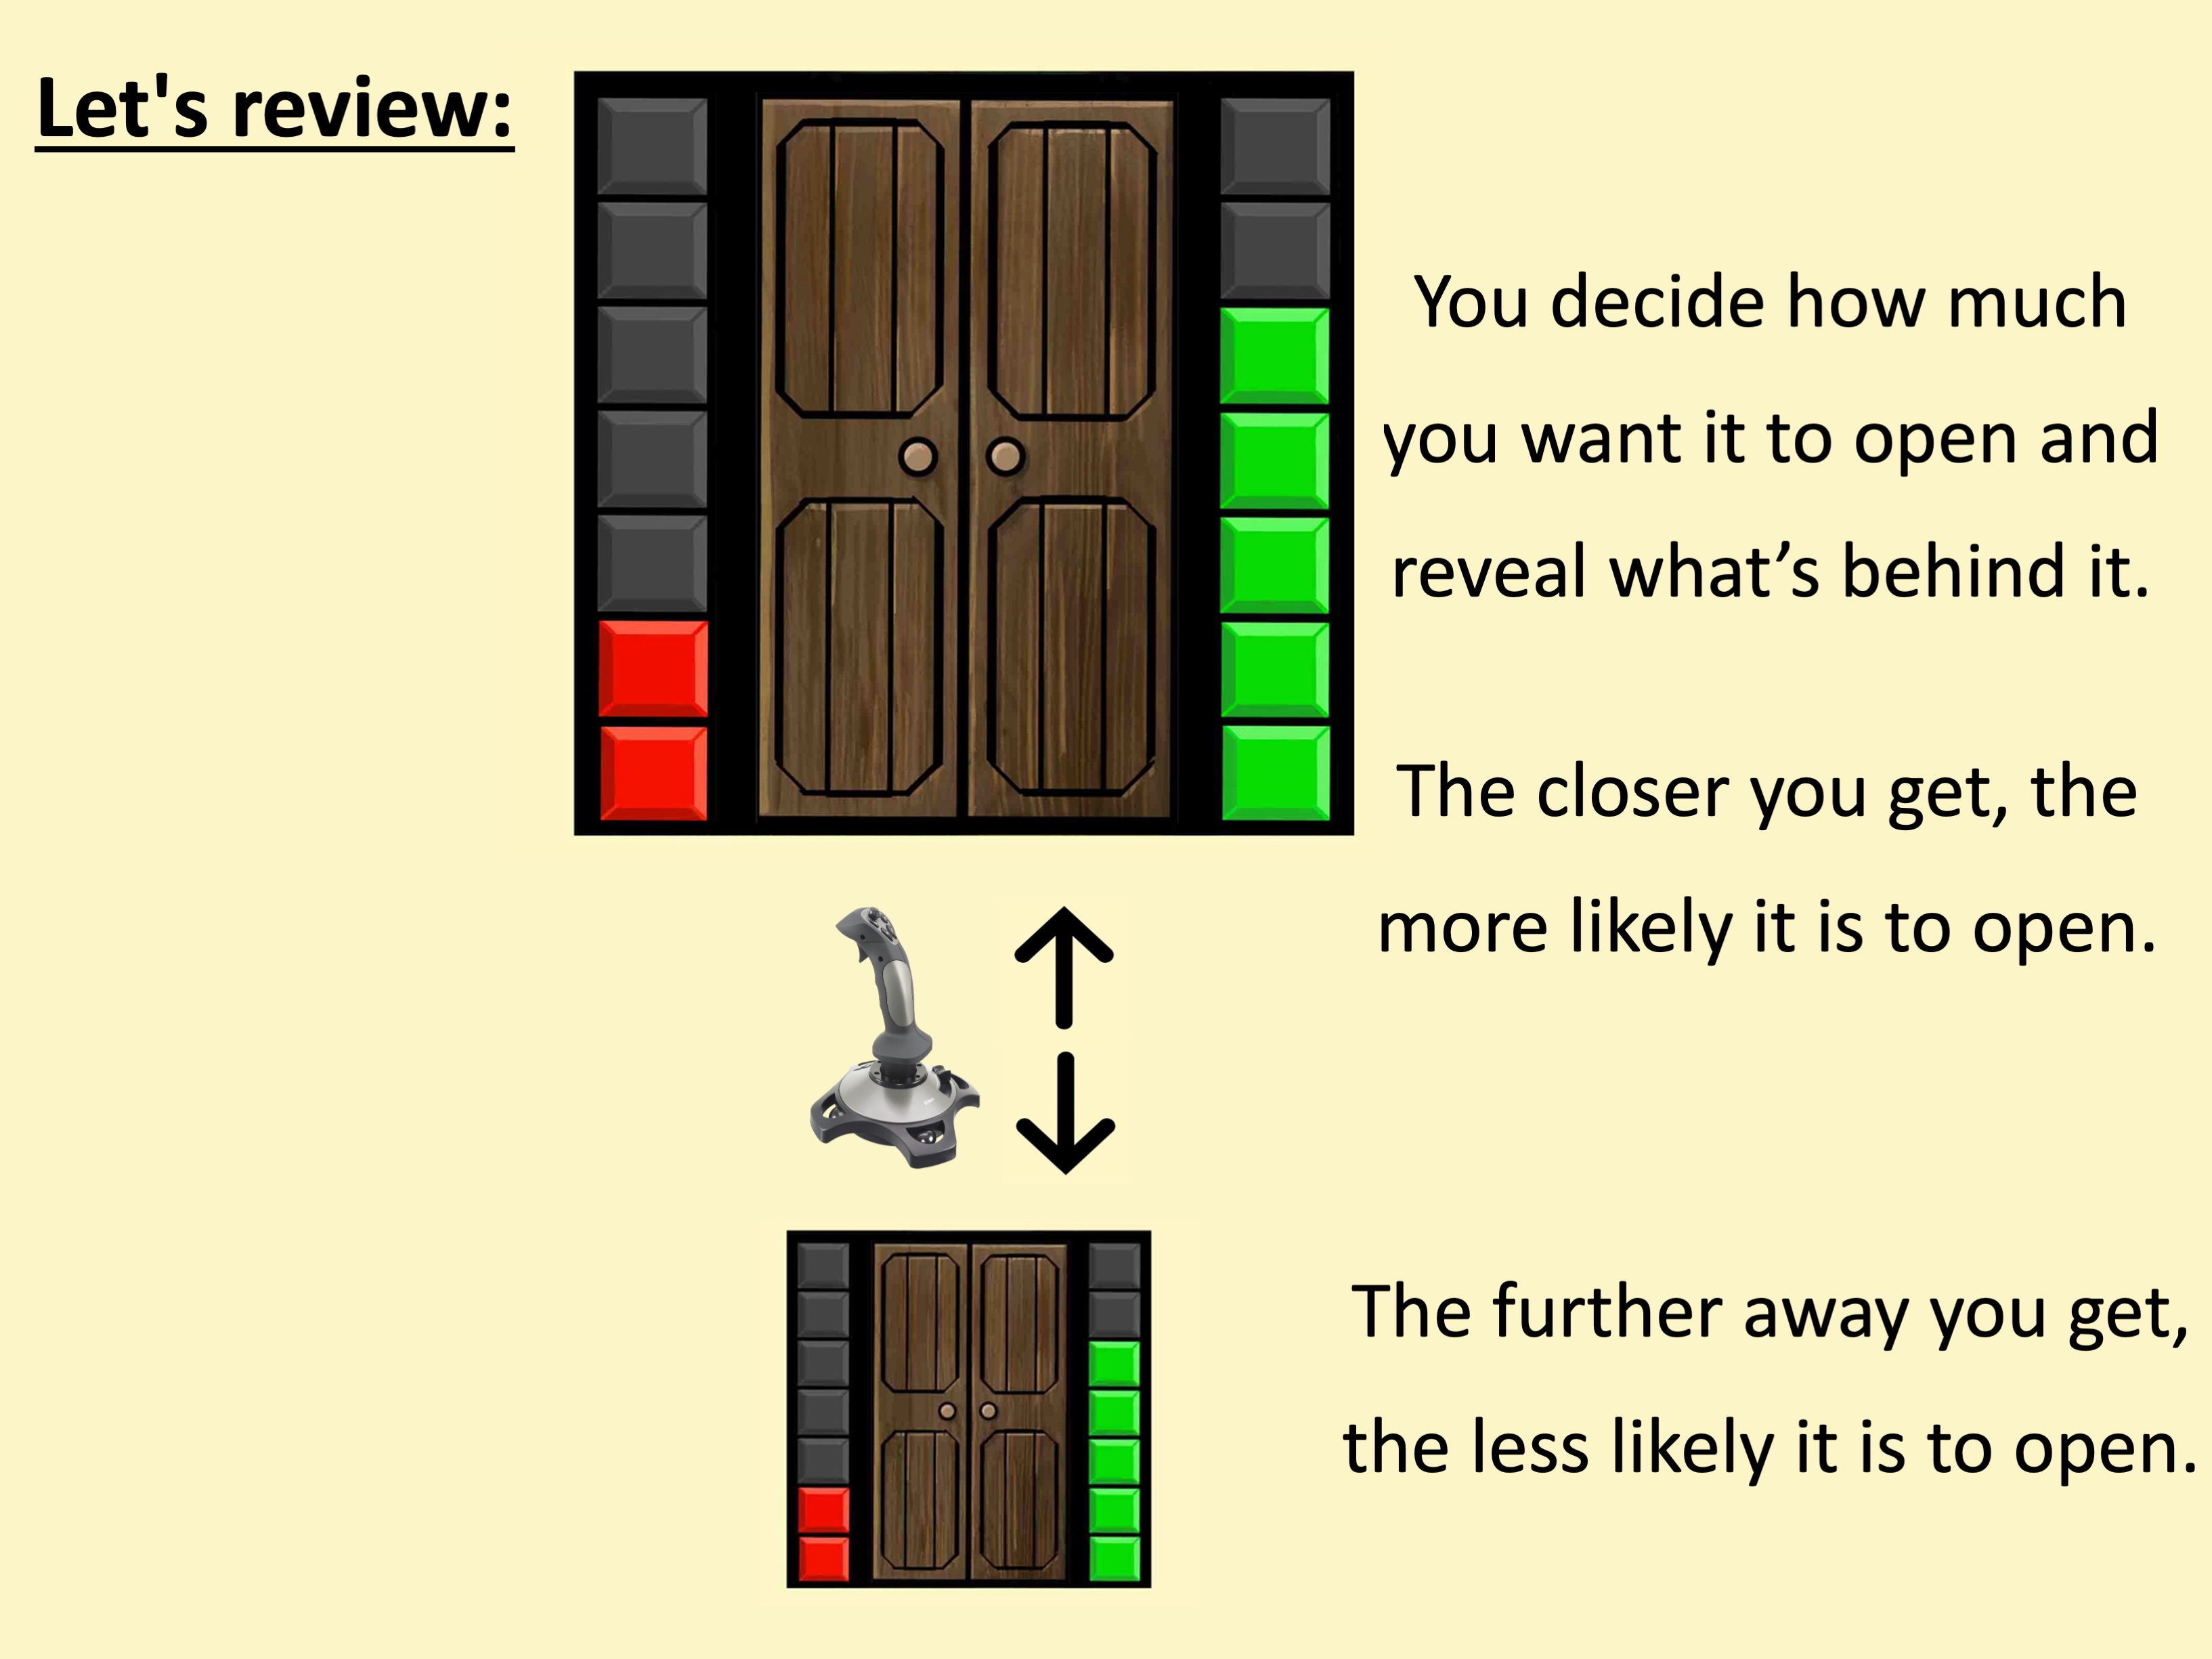 Let's review:
You decide how much
you want it to open and
reveal what’s behind it.
The closer you get, the
more likely it is to open.
The further away you get,
the less likely it is to open.